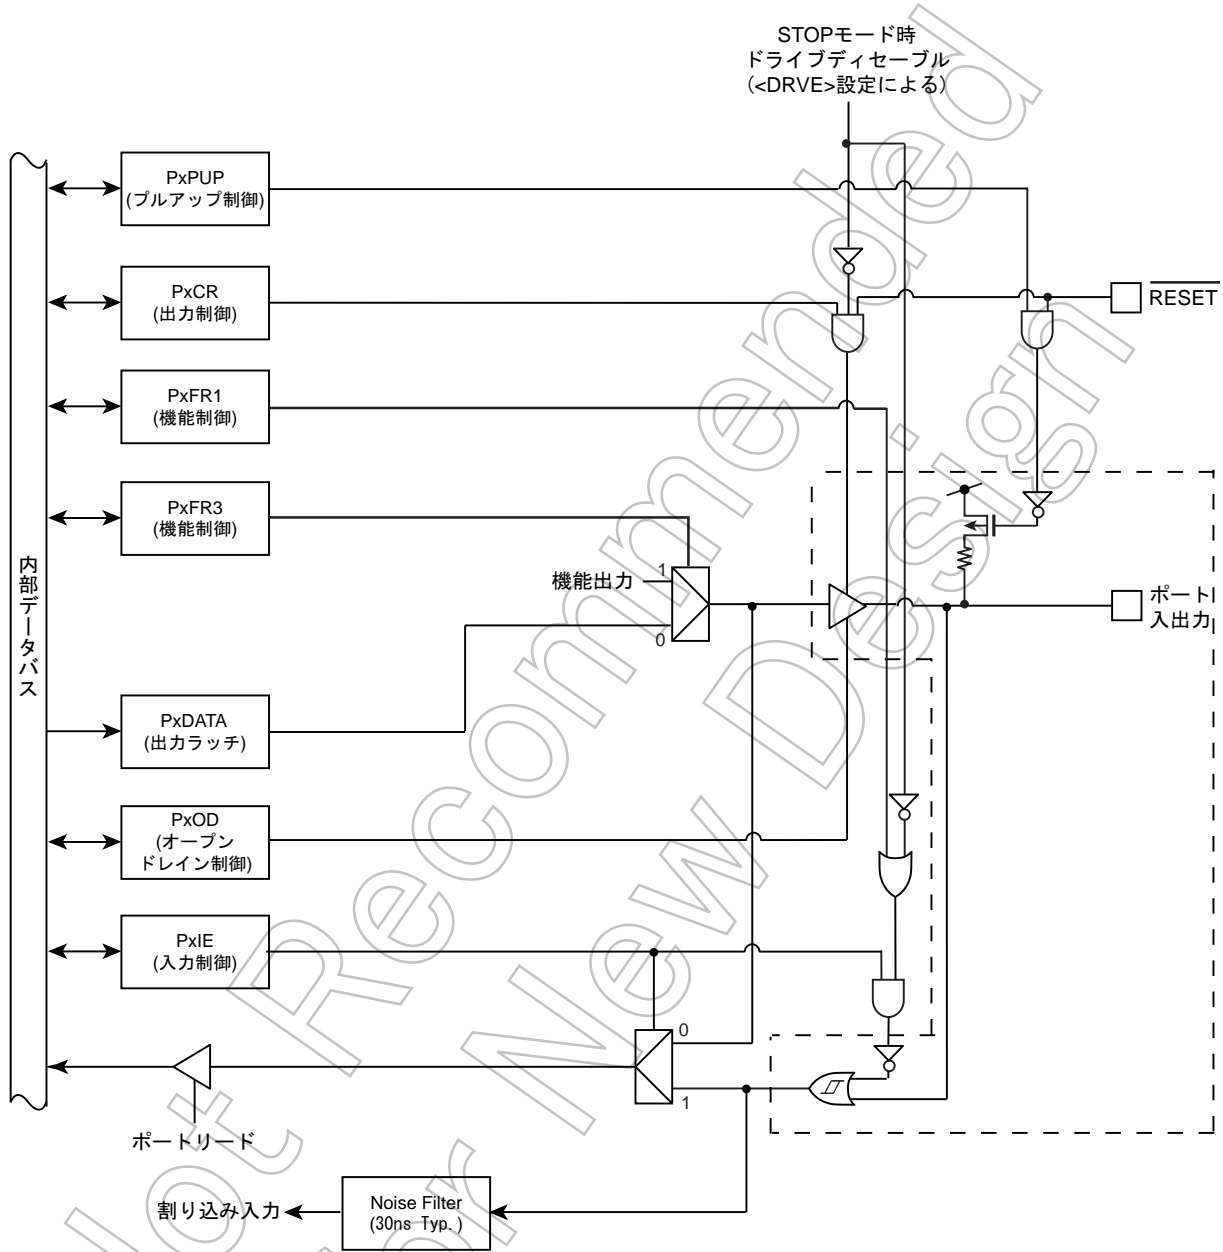 STOPモード時
ドライブディセーブル
(<DRVE>設定による)
PxPUP
(プルアップ制御)
PxCR
(出力制御)
RESET
PxFR1
(機能制御)
PxFR3
(機能制御)
内部データバス
機能出力
1
0
ポート
入出力
PxDATA
(出力ラッチ)
PxOD
(オープン
ドレイン制御)
PxIE
(入力制御)
0
1
ポートリード
割り込み入力
Noise Filter
(30ns Typ.)
Not Recommended
for New Design